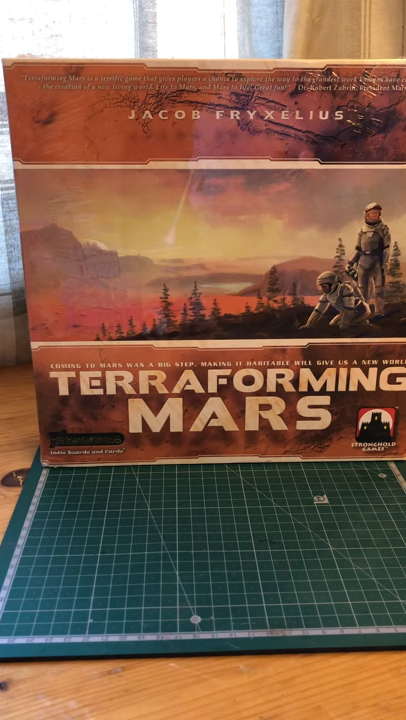 "Terraforming Mars is a terrific game that gives players a chance to explore the way to the grandest work
the creation of a new living world. Life to Mars, and Mars to life! Great fun!" Dr. Robert Zubrin, President Mars
JACOB FRYXELIUS
COMING TO MARS WAS A BIG STEP. MAKING IT HABITABLE WILL GIVE US A NEW WORLD
TERRAFORMING
MARS
Indie Boards and Cards
STRONGHOLD
GAMES